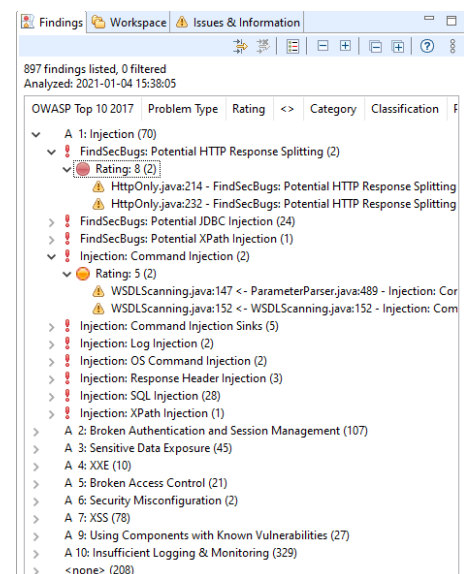 Findings Workspace Issues & Information
897 findings listed, 0 filtered
Analyzed: 2021-01-04 15:38:05
OWASP Top 10 2017 Problem Type Rating <> Category Classification
A 1: Injection (70)
FindSecBugs: Potential HTTP Response Splitting (2)
Rating: 8 (2)
HttpOnly.java:214 - FindSecBugs: Potential HTTP Response Splitting
HttpOnly.java:232 - FindSecBugs: Potential HTTP Response Splitting
FindSecBugs: Potential JDBC Injection (24)
FindSecBugs: Potential XPath Injection (1)
Injection: Command Injection (2)
Rating: 5 (2)
WSDLScanning.java:147 <- ParameterParser.java:489 - Injection: Cor
WSDLScanning.java:152 <- WSDLScanning.java:152 - Injection: Com
Injection: Command Injection Sinks (5)
Injection: Log Injection (2)
Injection: OS Command Injection (2)
Injection: Response Header Injection (3)
Injection: SQL Injection (28)
Injection: XPath Injection (1)
A 2: Broken Authentication and Session Management (107)
A 3: Sensitive Data Exposure (45)
A 4: XXE (10)
A 5: Broken Access Control (21)
A 6: Security Misconfiguration (2)
A 7: XSS (78)
A 9: Using Components with Known Vulnerabilities (27)
A 10: Insufficient Logging & Monitoring (329)
<none> (208)